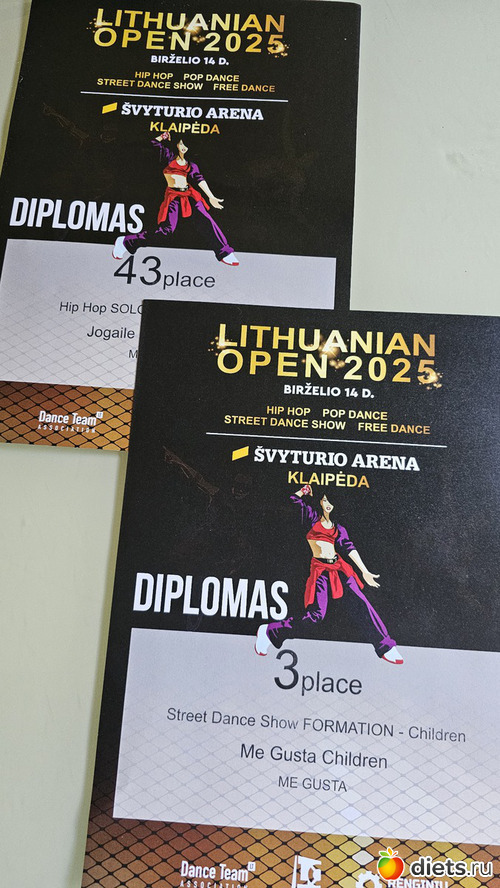 LITHUANIAN
OPEN 2025
BIRŽELIO 14 D.
HIP HOP POP DANCE
STREET DANCE SHOW FREE DANCE
ŠVYTURIO ARENA
KLAIPĖDA
DIPLOMAS
43place
Hip Hop SOLO
Jogaile
M
Dance Team
ASSOCIATION
LITHUANIAN
OPEN 2025
BIRŽELIO 14 D.
HIP HOP POP DANCE
STREET DANCE SHOW FREE DANCE
ŠVYTURIO ARENA
KLAIPĖDA
DIPLOMAS
3place
Street Dance Show FORMATION - Children
Me Gusta Children
ME GUSTA
Dance Team
ASSOCIATION
RENGINIŲ
diets.ru